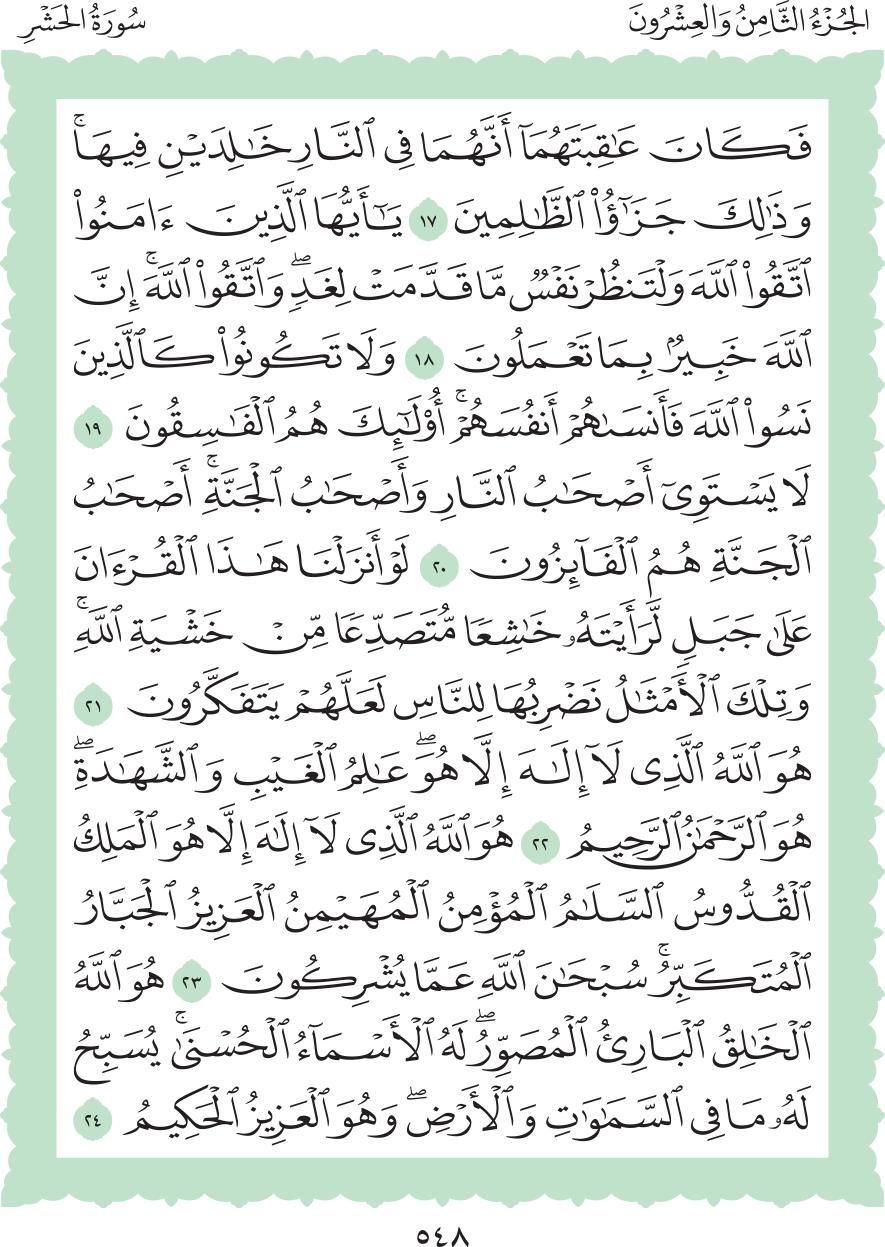 الجُزْءُ الثَّامِنُ وَالعِشْرُونَ
سُورَةُ الحَشْرِ
فَكَانَ عَٰقِبَتَهُمَآ أَنَّهُمَا فِى ٱلنَّارِ خَٰلِدَيْنِ فِيهَاۚ
وَذَٰلِكَ جَزَٰٓؤُاْ ٱلظَّٰلِمِينَ ١٧ يَٰٓأَيُّهَا ٱلَّذِينَ ءَامَنُواْ
ٱتَّقُواْ ٱللَّهَ وَلْتَنظُرْ نَفْسٌ مَّا قَدَّمَتْ لِغَدٍۖ وَٱتَّقُواْ ٱللَّهَۚ إِنَّ
ٱللَّهَ خَبِيرٌۢ بِمَا تَعْمَلُونَ ١٨ وَلَا تَكُونُواْ كَٱلَّذِينَ
نَسُواْ ٱللَّهَ فَأَنسَىٰهُمْ أَنفُسَهُمْۚ أُوْلَٰٓئِكَ هُمُ ٱلْفَٰسِقُونَ ١٩
لَا يَسْتَوِىٓ أَصْحَٰبُ ٱلنَّارِ وَأَصْحَٰبُ ٱلْجَنَّةِۚ أَصْحَٰبُ
ٱلْجَنَّةِ هُمُ ٱلْفَآئِزُونَ ٢٠ لَوْ أَنزَلْنَا هَٰذَا ٱلْقُرْءَانَ
عَلَىٰ جَبَلٍ لَّرَأَيْتَهُۥ خَٰشِعًا مُّتَصَدِّعًا مِّنْ خَشْيَةِ ٱللَّهِۚ
وَتِلْكَ ٱلْأَمْثَٰلُ نَضْرِبُهَا لِلنَّاسِ لَعَلَّهُمْ يَتَفَكَّرُونَ ٢١
هُوَ ٱللَّهُ ٱلَّذِى لَآ إِلَٰهَ إِلَّا هُوَۖ عَٰلِمُ ٱلْغَيْبِ وَٱلشَّهَٰدَةِۖ
هُوَ ٱلرَّحْمَٰنُ ٱلرَّحِيمُ ٢٢ هُوَ ٱللَّهُ ٱلَّذِى لَآ إِلَٰهَ إِلَّا هُوَ ٱلْمَلِكُ
ٱلْقُدُّوسُ ٱلسَّلَٰمُ ٱلْمُؤْمِنُ ٱلْمُهَيْمِنُ ٱلْعَزِيزُ ٱلْجَبَّارُ
ٱلْمُتَكَبِّرُۚ سُبْحَٰنَ ٱللَّهِ عَمَّا يُشْرِكُونَ ٢٣ هُوَ ٱللَّهُ
ٱلْخَٰلِقُ ٱلْبَارِئُ ٱلْمُصَوِّرُۖ لَهُ ٱلْأَسْمَآءُ ٱلْحُسْنَىٰۚ يُسَبِّحُ
لَهُۥ مَا فِى ٱلسَّمَٰوَٰتِ وَٱلْأَرْضِۖ وَهُوَ ٱلْعَزِيزُ ٱلْحَكِيمُ ٢٤
٥٤٨